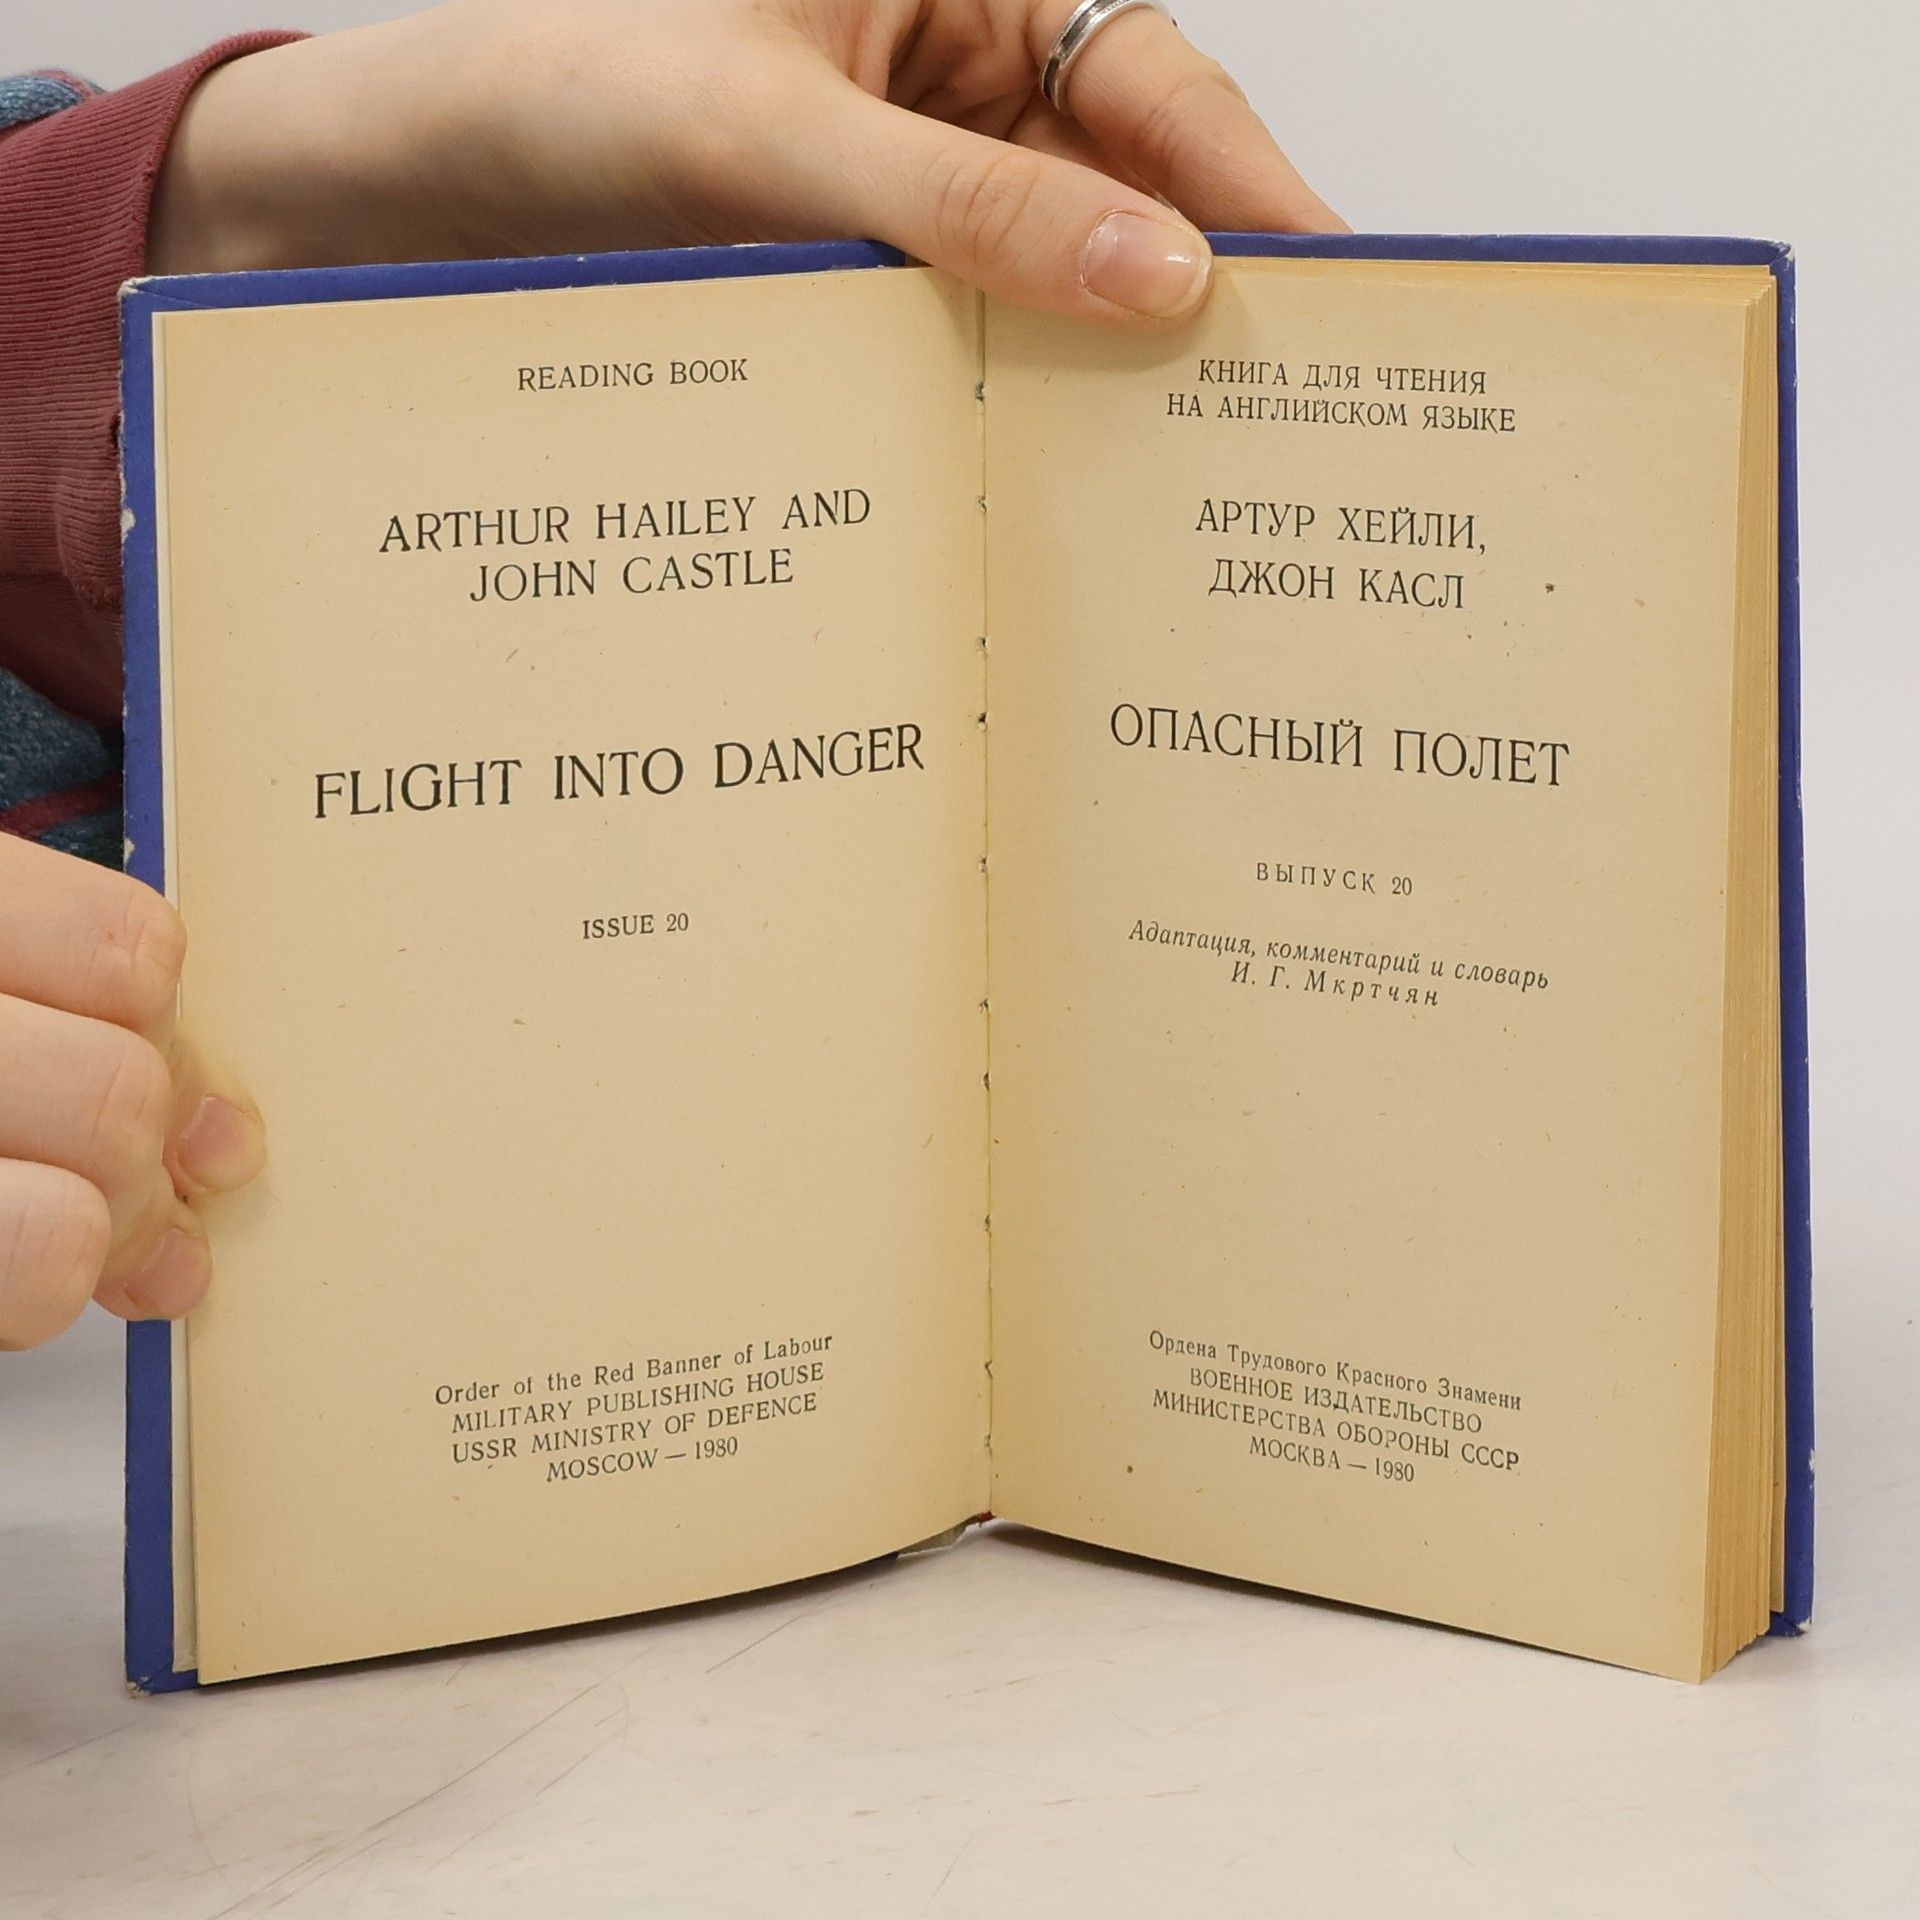 READING BOOK
ARTHUR HAILEY AND
JOHN CASTLE
FLIGHT INTO DANGER
ISSUE 20
Order of the Red Banner of Labour
MILITARY PUBLISHING HOUSE
USSR MINISTRY OF DEFENCE
MOSCOW — 1980
КНИГА ДЛЯ ЧТЕНИЯ
НА АНГЛИЙСКОМ ЯЗЫКЕ
АРТУР ХЕЙЛИ,
ДЖОН КАСЛ
ОПАСНЫЙ ПОЛЕТ
ВЫПУСК 20
Адаптация, комментарий и словарь
И. Г. Мкртчян
Ордена Трудового Красного Знамени
ВОЕННОЕ ИЗДАТЕЛЬСТВО
МИНИСТЕРСТВА ОБОРОНЫ СССР
МОСКВА — 1980